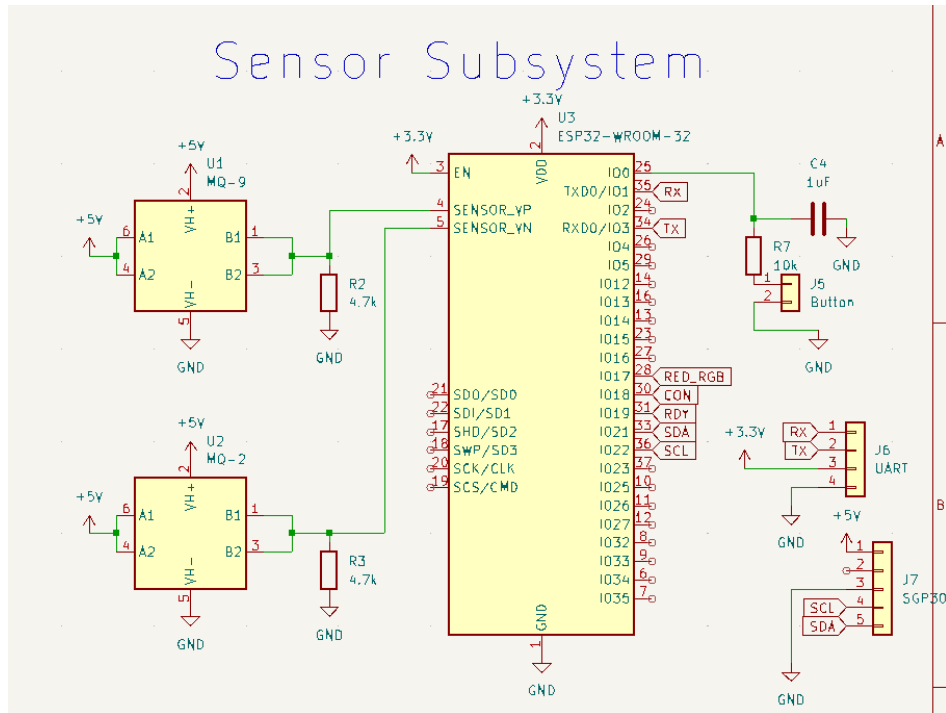 Sensor Subsystem
+3.3V
U3
ESP32-WROOM-32
+3.3V
2
VDD
3
EN
IO0
25
TXD0/IO1
35
RX
IO2
24
RXD0/IO3
34
TX
IO4
26
IO5
29
IO12
14
IO13
16
IO14
13
IO15
23
IO16
27
IO17
28
RED_RGB
IO18
30
CON
IO19
31
RDY
IO21
33
SDA
IO22
36
SCL
IO23
37
IO25
10
IO26
11
IO27
12
IO32
8
IO33
9
IO34
6
IO35
7
4
SENSOR_VP
5
SENSOR_VN
21
SDO/SD0
22
SDI/SD1
17
SHD/SD2
18
SWP/SD3
20
SCK/CLK
19
SCS/CMD
GND
1
GND
+5V
U1
MQ-9
2
VH+
+5V
6
A1
B1
1
4
A2
B2
3
VH-
5
GND
R2
4.7k
GND
+5V
U2
MQ-2
2
VH+
+5V
6
A1
B1
1
4
A2
B2
3
VH-
5
GND
R3
4.7k
GND
C4
1uF
GND
R7
10k
1
2
J5
Button
GND
+3.3V
RX
1
TX
2
3
4
J6
UART
GND
+5V
1
2
3
SCL
4
SDA
5
J7
SGP30
GND
A
B